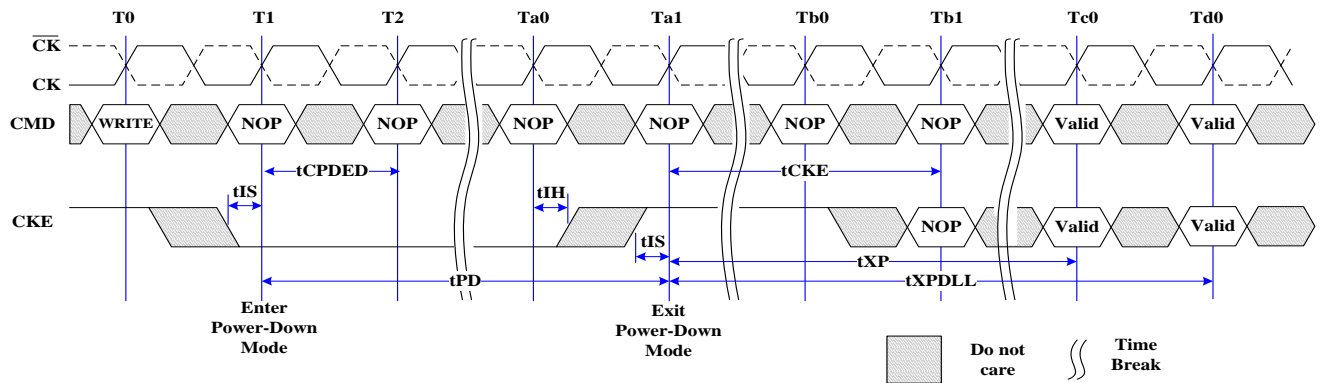 T0 T1 T2 Ta0 Ta1 Tb0 Tb1 Tc0 Td0
CK
CK
CMD WRITE NOP NOP NOP NOP NOP NOP Valid Valid
tCPDED tCKE
tIS tIH
CKE NOP Valid Valid
tIS
tXP
tPD tXPDLL
Enter
Power-Down
Mode
Exit
Power-Down
Mode
Do not
care
Time
Break